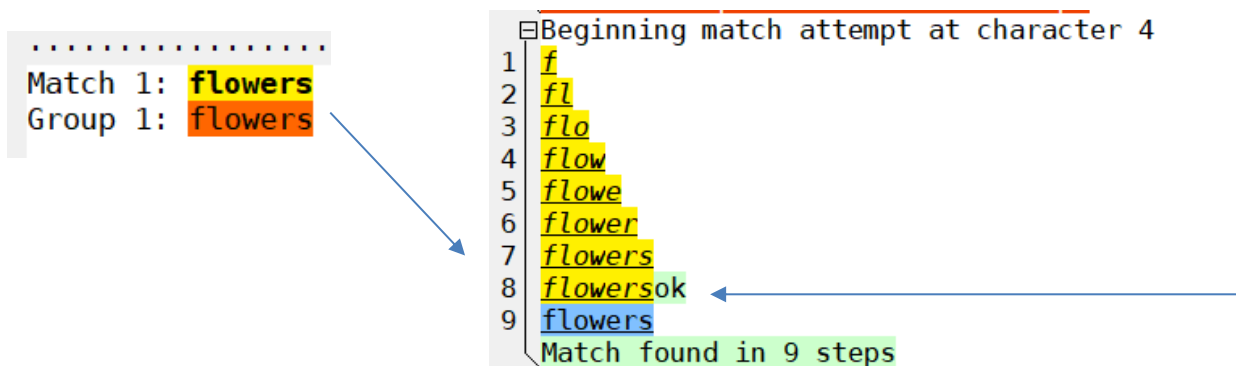 .................
Match 1: flowers
Group 1: flowers
Beginning match attempt at character 4
1 f
2 fl
3 flo
4 flow
5 flowe
6 flower
7 flowers
8 flowersok
9 flowers
Match found in 9 steps